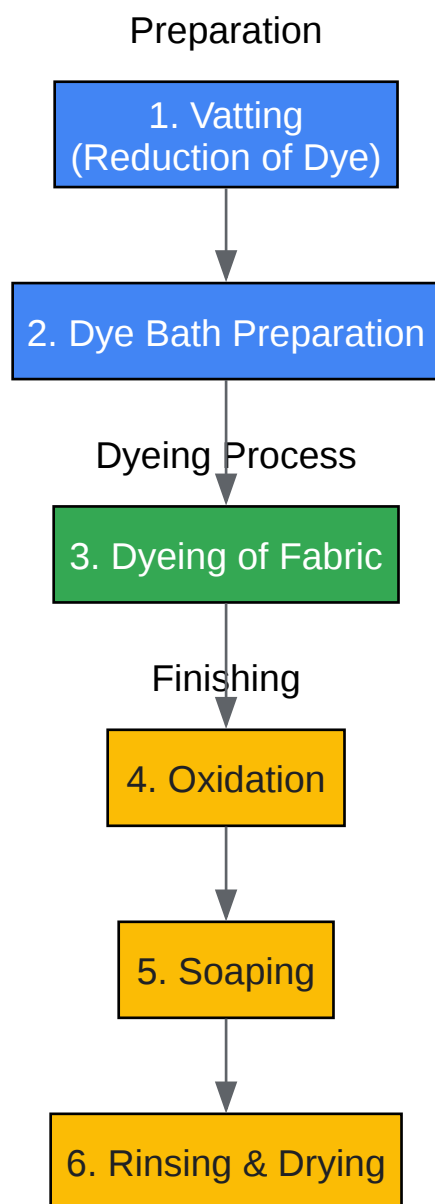 Preparation
1. Vatting
(Reduction of Dye)
2. Dye Bath Preparation
Dyeing Process
3. Dyeing of Fabric
Finishing
4. Oxidation
5. Soaping
6. Rinsing & Drying